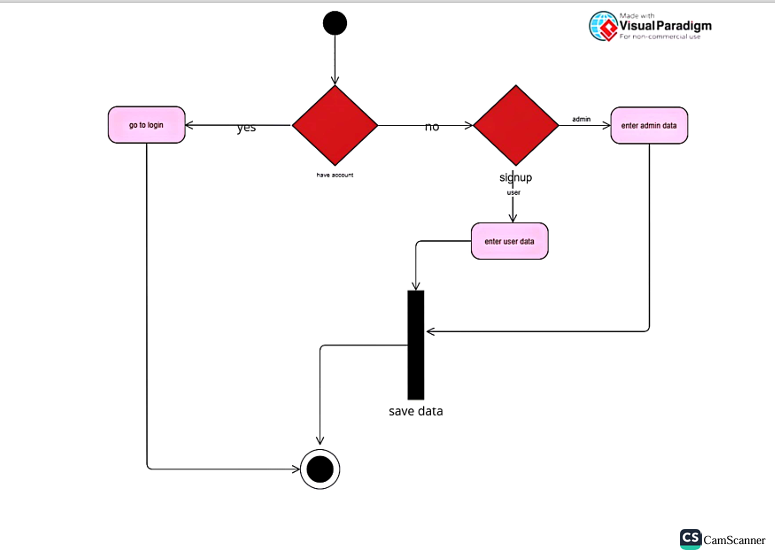 Made with
Visual Paradigm
For non-commercial use
go to login
yes
no
admin
enter admin data
have account
signup
user
enter user data
save data
CS CamScanner